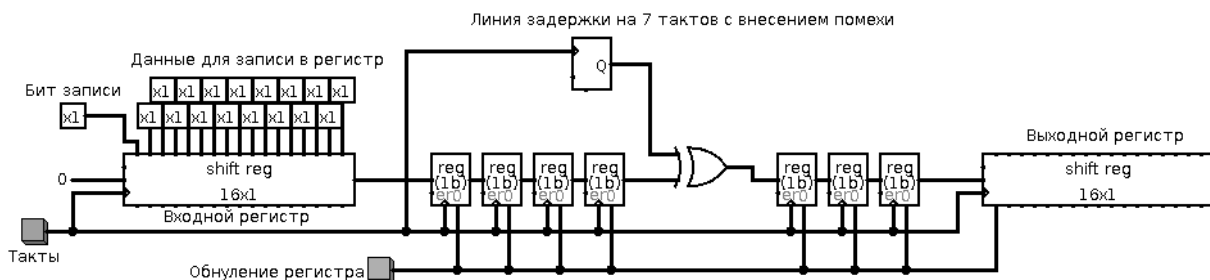 Линия задержки на 7 тактов с внесением помехи
Данные для записи в регистр
x1 x1 x1 x1 x1 x1 x1 x1
Бит записи
x1
x1 x1 x1 x1 x1 x1 x1 x1
Q
Выходной регистр
shift reg
16x1
0
Входной регистр
reg (1b) er0
reg (1b) er0
reg (1b) er0
reg (1b) er0
reg (1b) er0
reg (1b) er0
reg (1b) er0
shift reg
16x1
Такты
Обнуление регистра